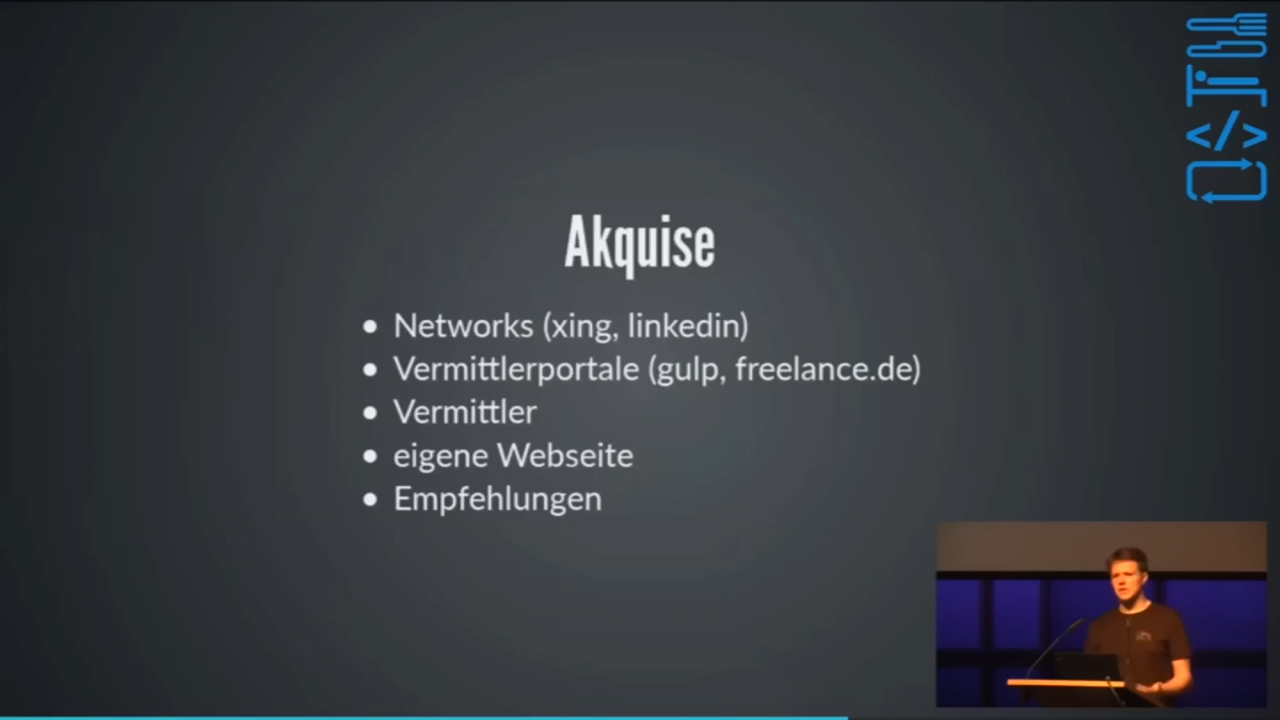 Akquise
Networks (xing, linkedin)
Vermittlerportale (gulp, freelance.de)
Vermittler
eigene Webseite
Empfehlungen